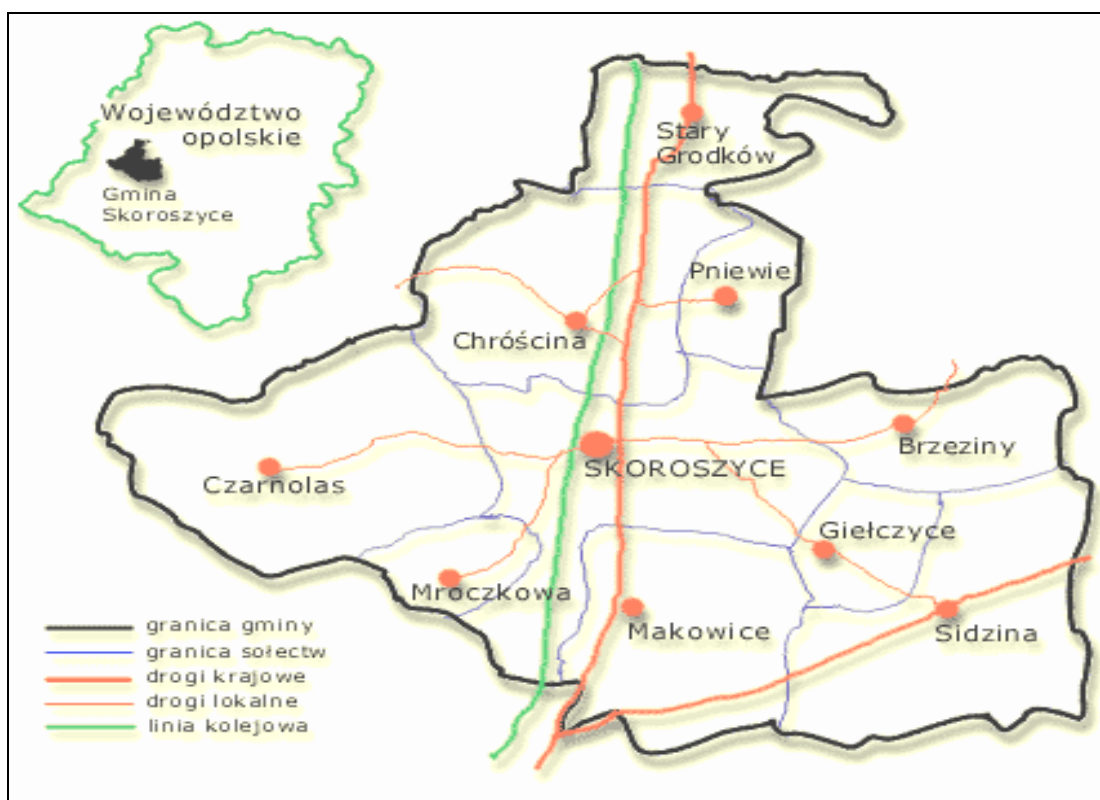 Województwo
opolskie
Gmina
Skoroszyce
Stary
Grodków
Pniewie
Chróścina
Brzeziny
SKOROSZYCE
Czarnolas
Giełczyce
Mroczkowa
Makowice
Sidzina
granica gminy
granica sołectw
drogi krajowe
drogi lokalne
linia kolejowa